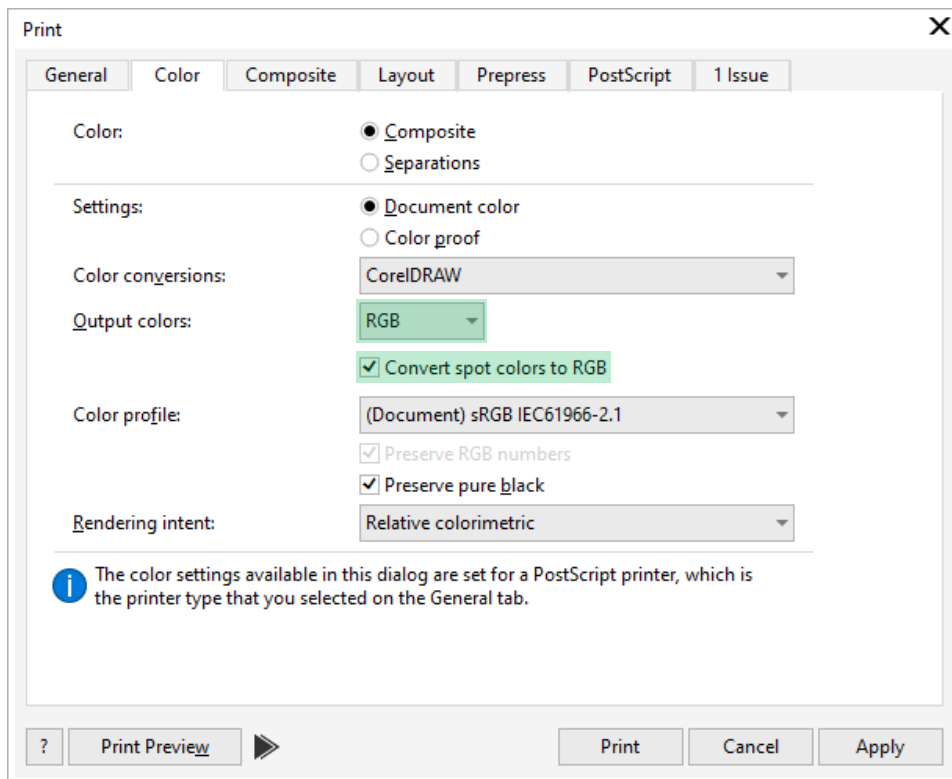 Print
General Color Composite Layout Prepress PostScript 1 Issue
Color: Composite
Separations
Settings: Document color
Color proof
Color conversions: CorelDRAW
Output colors: RGB
Convert spot colors to RGB
Color profile: (Document) sRGB IEC61966-2.1
Preserve RGB numbers
Preserve pure black
Rendering intent: Relative colorimetric
The color settings available in this dialog are set for a PostScript printer, which is
the printer type that you selected on the General tab.
? Print Preview Print Cancel Apply